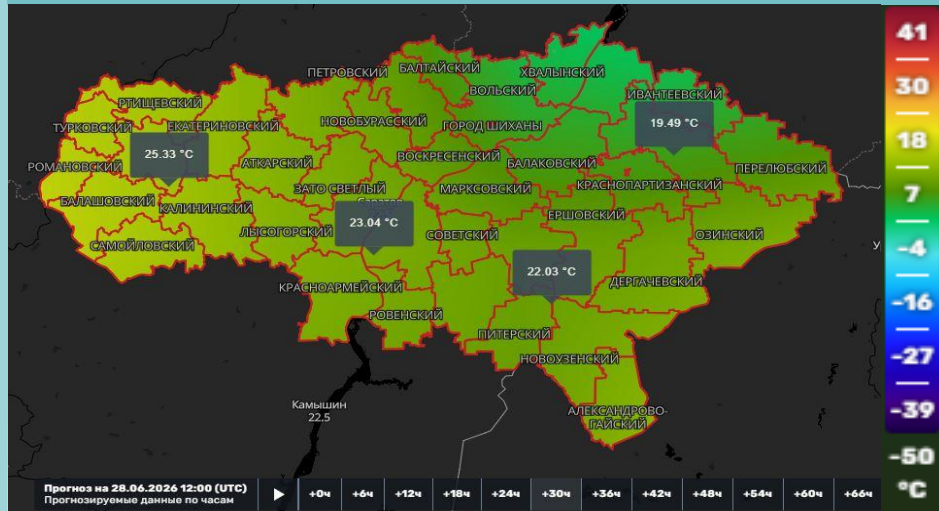 ПЕТРОВСКИЙ
БАЛТАЙСКИЙ
ХВАЛЫНСКИЙ
ВОЛЬСКИЙ
ИВАНТЕЕВСКИЙ
РТИЩЕВСКИЙ
ТУРКОВСКИЙ
ЕКАТЕРИНОВСКИЙ
НОВОБУРАССКИЙ
ГОРОД ШИХАНЫ
19.49 °C
25.33 °C
РОМАНОВСКИЙ
АТКАРСКИЙ
ВОСКРЕСЕНСКИЙ
БАЛАКОВСКИЙ
ПЕРЕЛЮБСКИЙ
ЗАТО СВЕТЛЫЙ
МАРКСОВСКИЙ
КРАСНОПАРТИЗАНСКИЙ
БАЛАШОВСКИЙ
КАЛИНИНСКИЙ
23.04 °C
ЕРШОВСКИЙ
ЛЫСОГОРСКИЙ
СОВЕТСКИЙ
ОЗИНСКИЙ
САМОЙЛОВСКИЙ
У
22.03 °C
КРАСНОАРМЕЙСКИЙ
ДЕРГАЧЕВСКИЙ
РОВЕНСКИЙ
ПИТЕРСКИЙ
НОВОУЗЕНСКИЙ
Камышин
22.5
АЛЕКСАНДРОВО-
ГАЙСКИЙ
Прогноз на 28.06.2026 12:00 (UTC)
Прогнозируемые данные по часам
+0ч +6ч +12ч +18ч +24ч +30ч +36ч +42ч +48ч +54ч +60ч +66ч
41
30
18
7
-4
-16
-27
-39
-50
°C